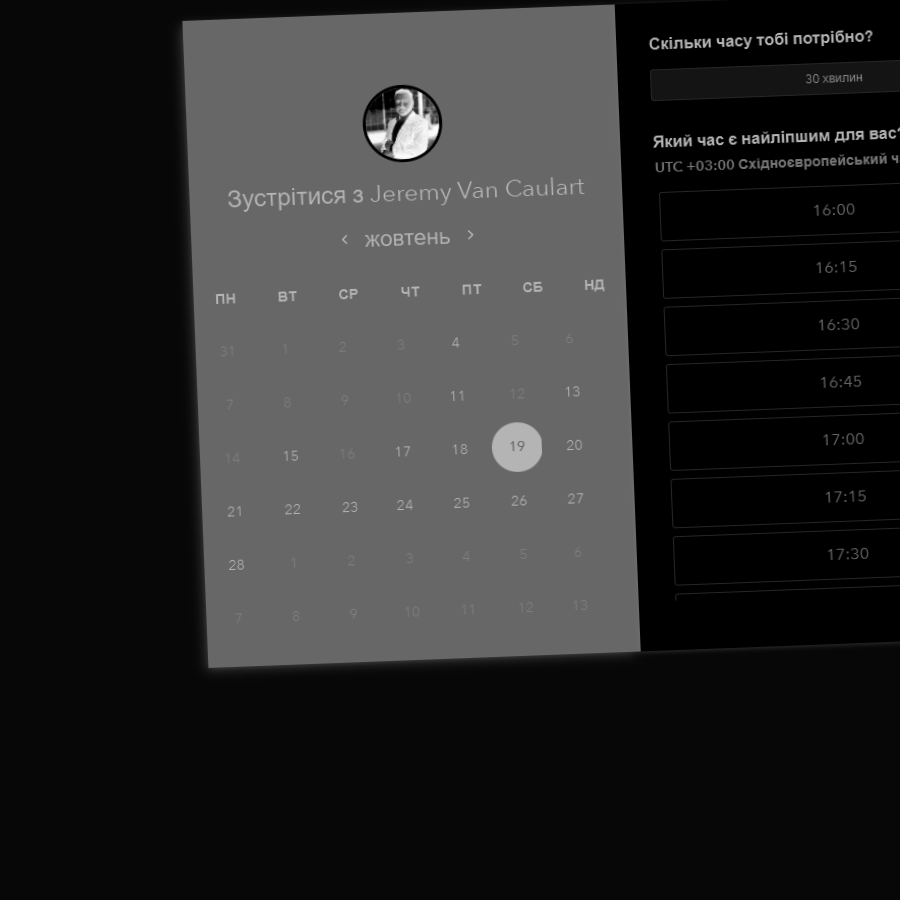 Зустрітися з Jeremy Van Caulart
жовтень
ПН ВТ СР ЧТ ПТ СБ НД
31 1 2 3 4 5 6
7 8 9 10 11 12 13
14 15 16 17 18 19 20
21 22 23 24 25 26 27
28 1 2 3 4 5 6
7 8 9 10 11 12 13
Скільки часу тобі потрібно?
30 хвилин
Який час є найліпшим для вас?
UTC +03:00 Східноєвропейський
16:00
16:15
16:30
16:45
17:00
17:15
17:30